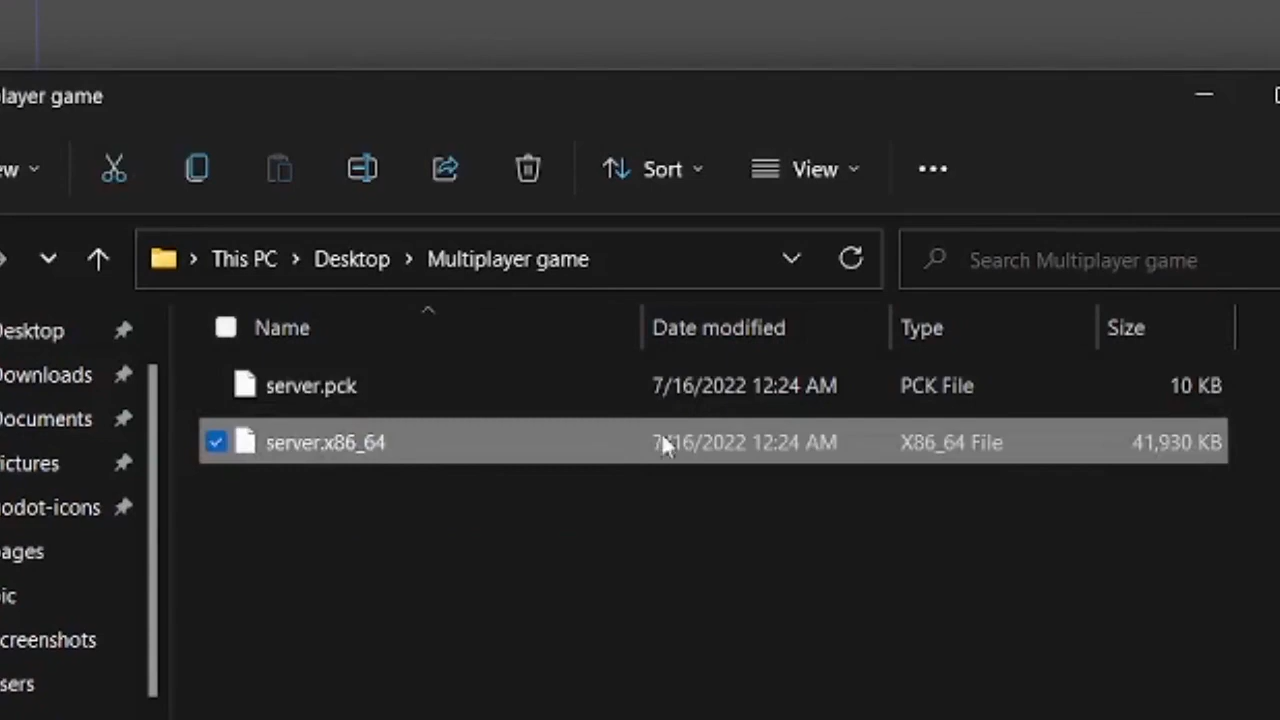 layer game
ew Sort View
This PC Desktop Multiplayer game Search Multiplayer game
Desktop
Downloads
Documents
ictures
odot-icons
ages
ic
creenshots
sers
Name Date modified Type Size
server.pck 7/16/2022 12:24 AM PCK File 10 KB
server.x86_64 7/16/2022 12:24 AM X86_64 File 41,930 KB